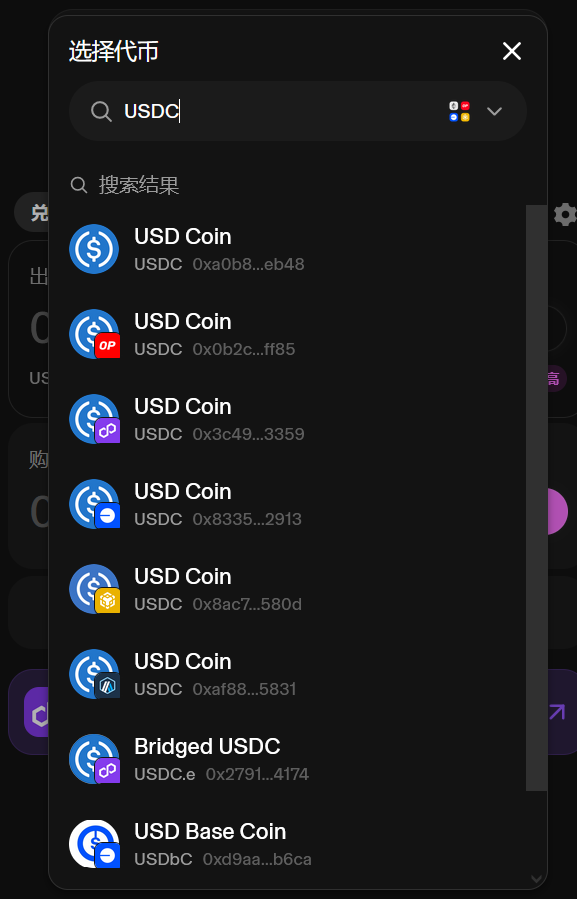 选择代币
USDC
搜索结果
USD Coin
USDC 0xa0b8...eb48
USD Coin
OP
USDC 0x0b2c...ff85
USD Coin
USDC 0x3c49...3359
USD Coin
USDC 0x8335...2913
USD Coin
USDC 0x8ac7...580d
USD Coin
USDC 0xaf88...5831
Bridged USDC
USDC.e 0x2791...4174
USD Base Coin
USDbC 0xd9aa...b6ca
兑
出
0
US
高
购
0